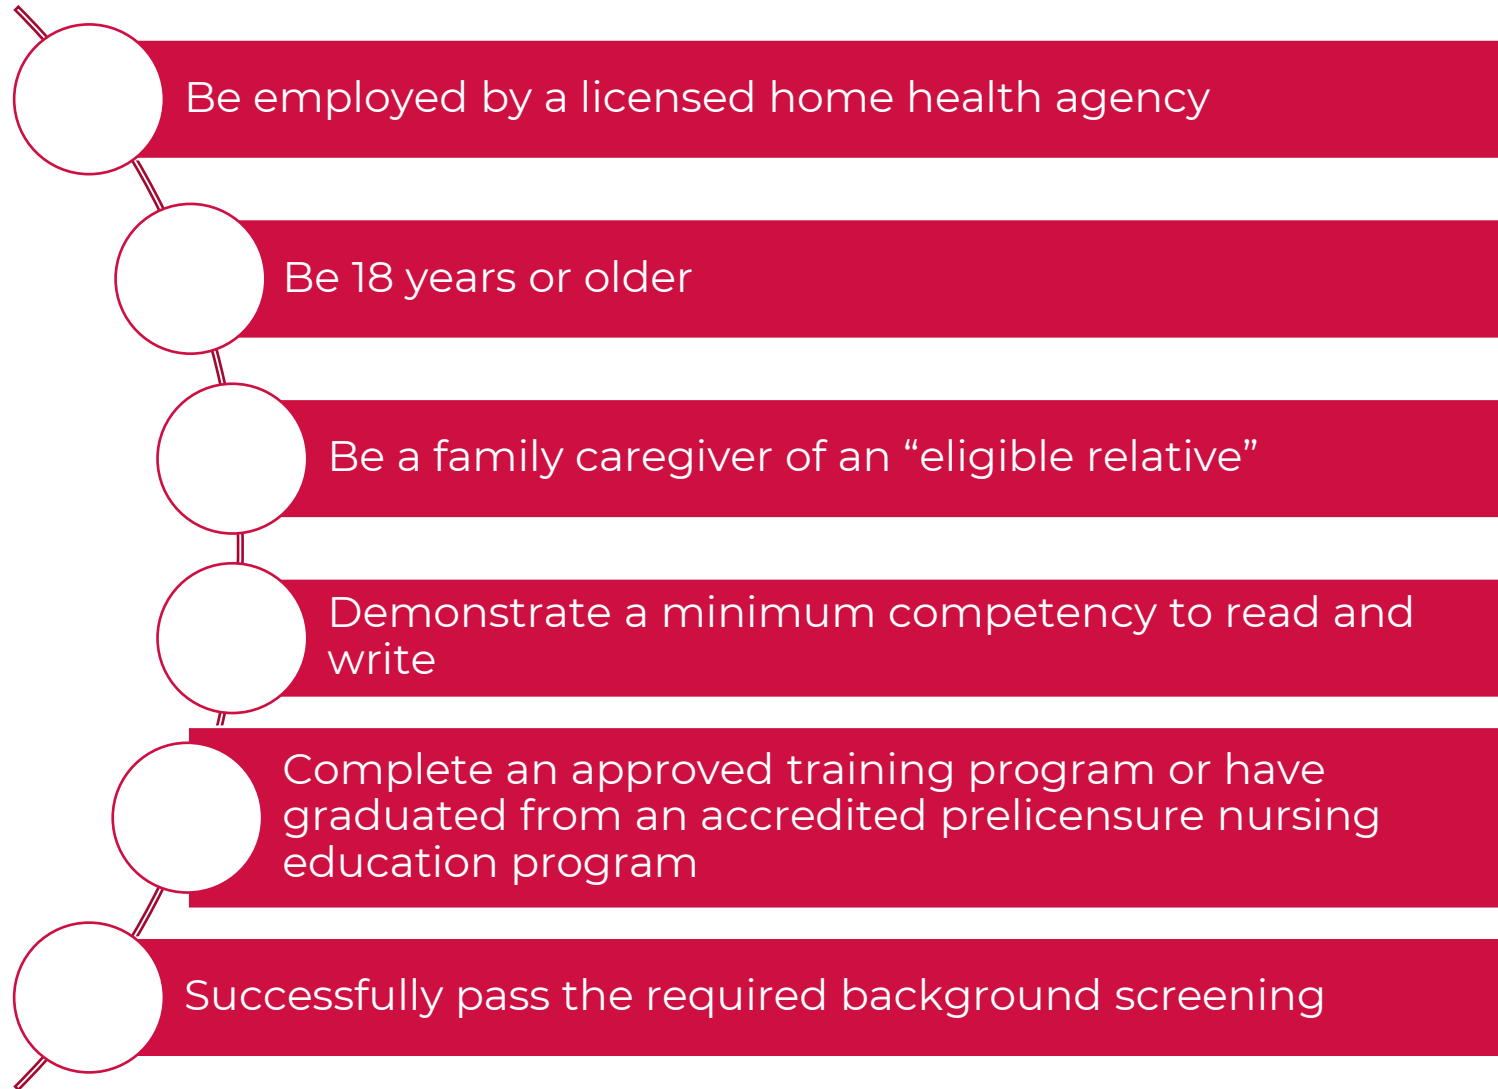 Be employed by a licensed home health agency
Be 18 years or older
Be a family caregiver of an “eligible relative”
Demonstrate a minimum competency to read and
write
Complete an approved training program or have
graduated from an accredited prelicensure nursing
education program
Successfully pass the required background screening